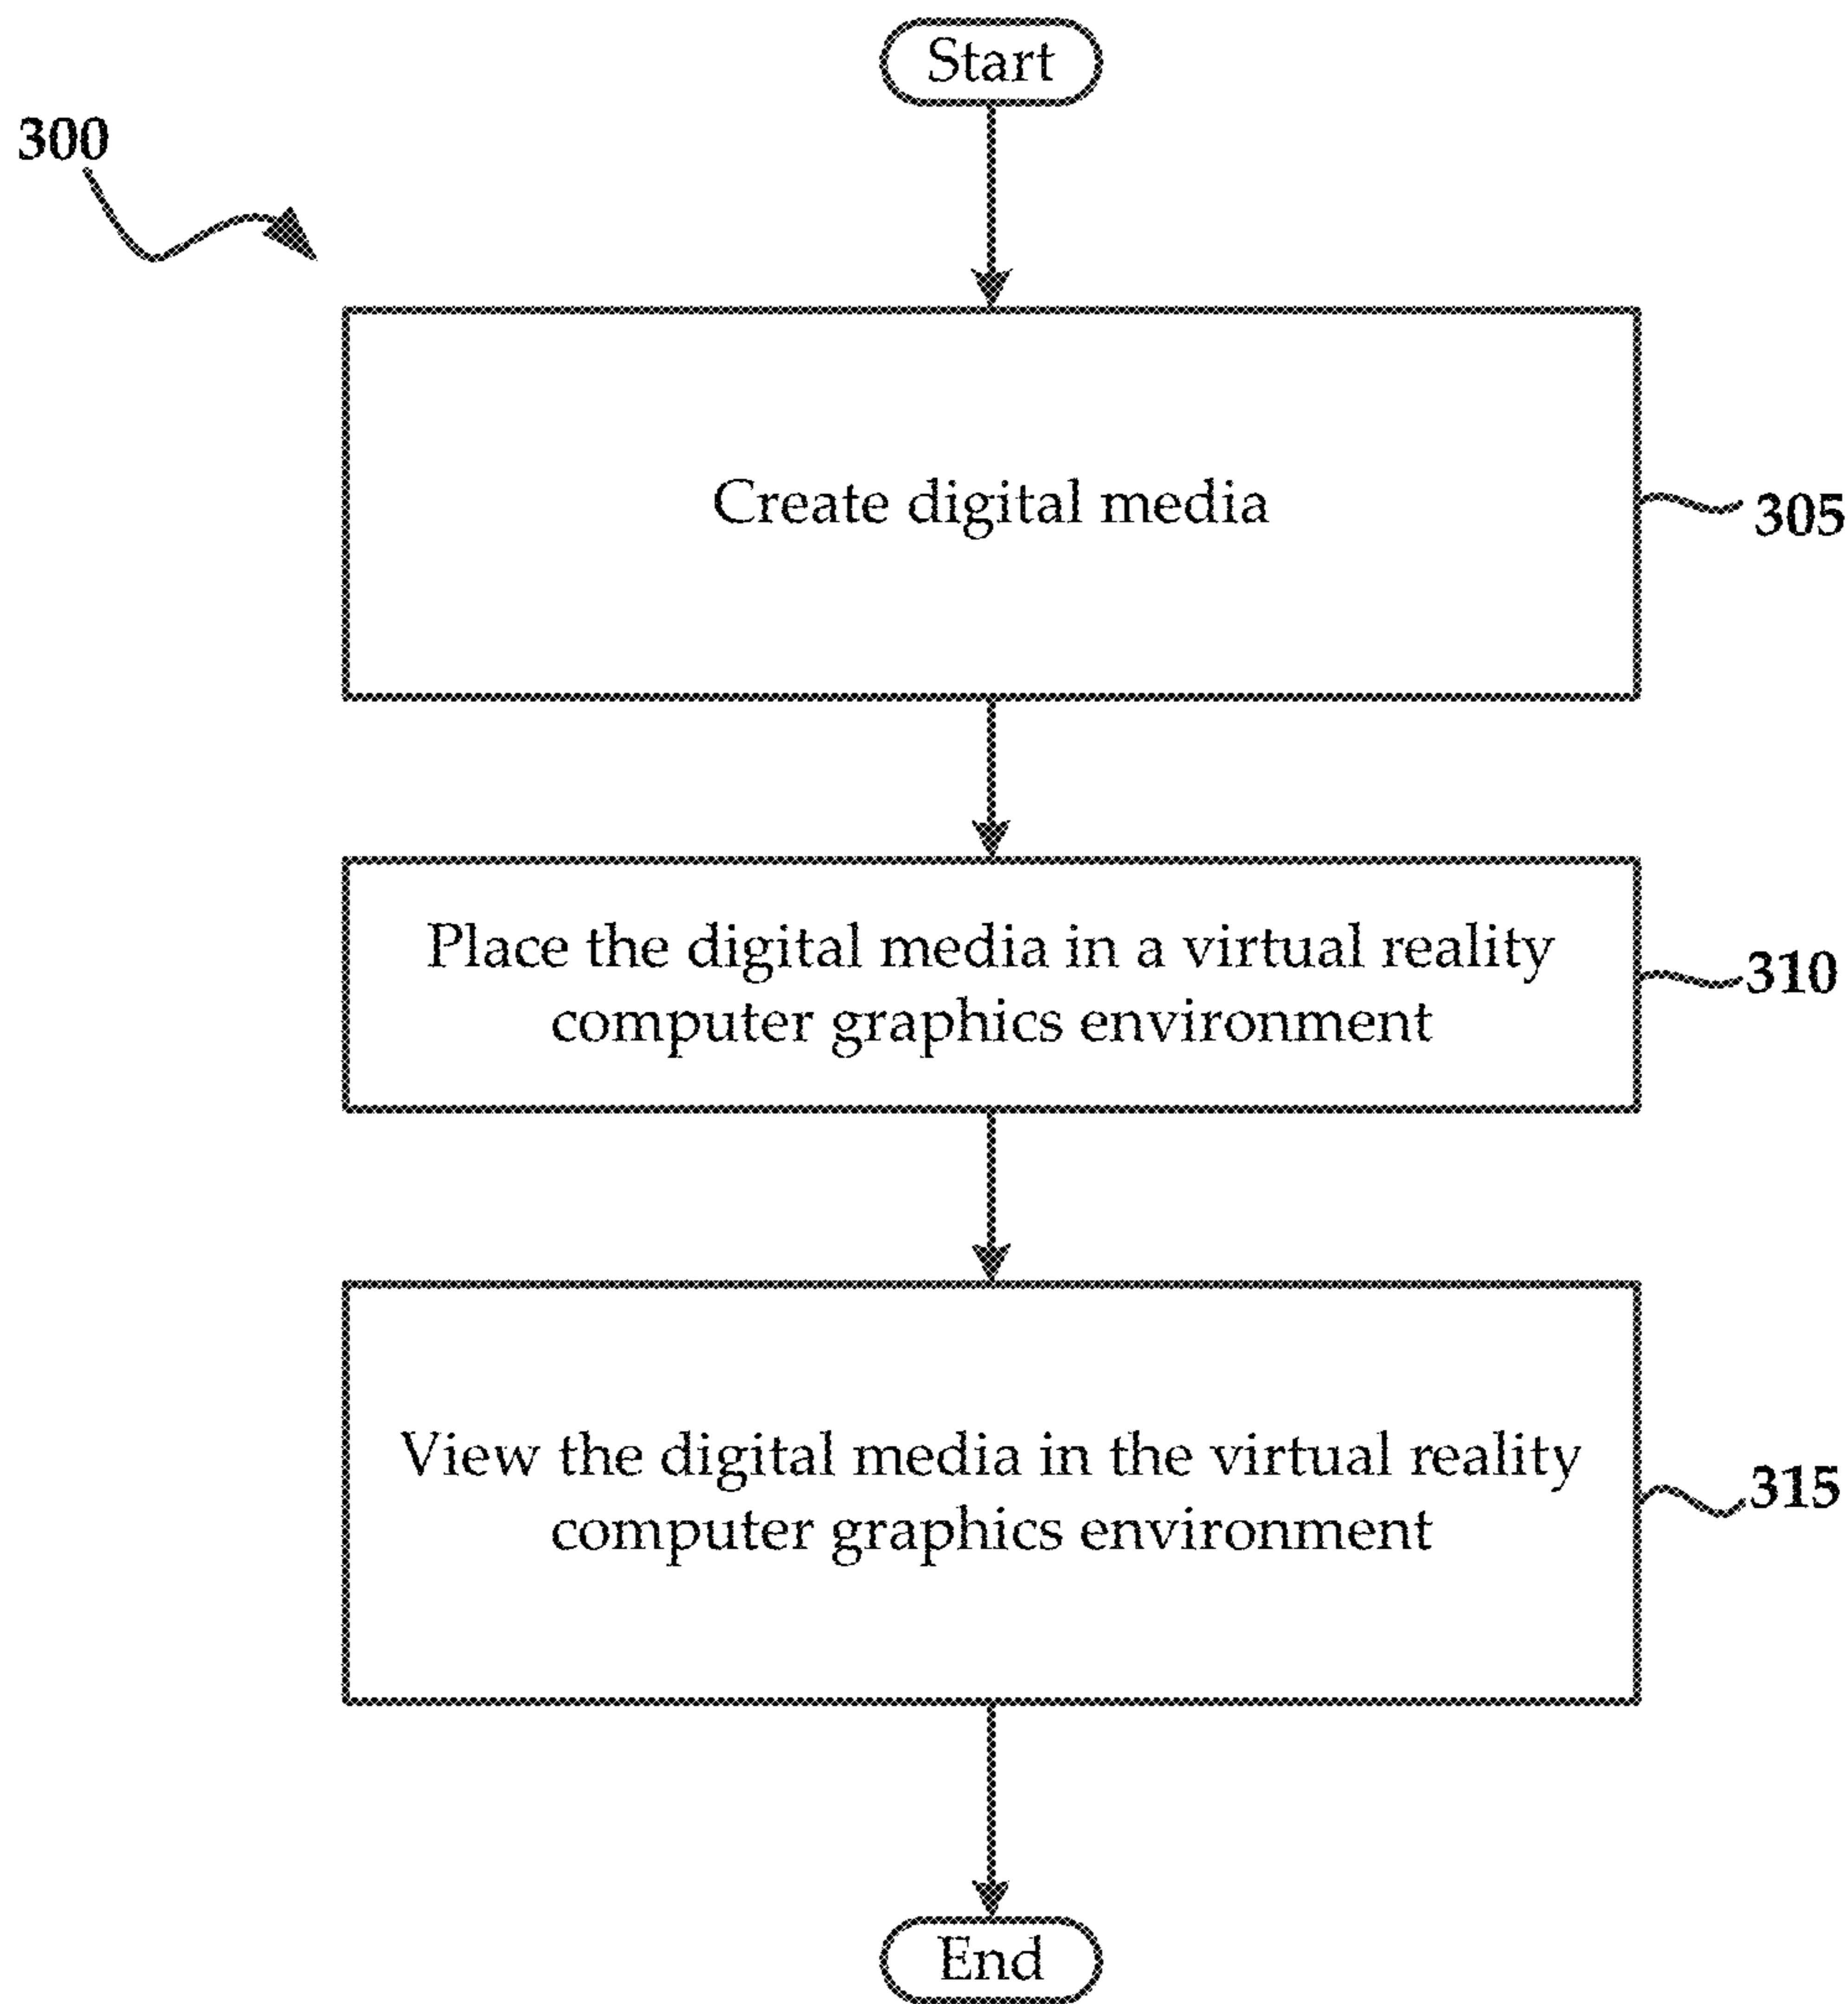 Start
300
Create digital media
305
Place the digital media in a virtual reality
computer graphics environment
310
View the digital media in the virtual reality
computer graphics environment
315
End